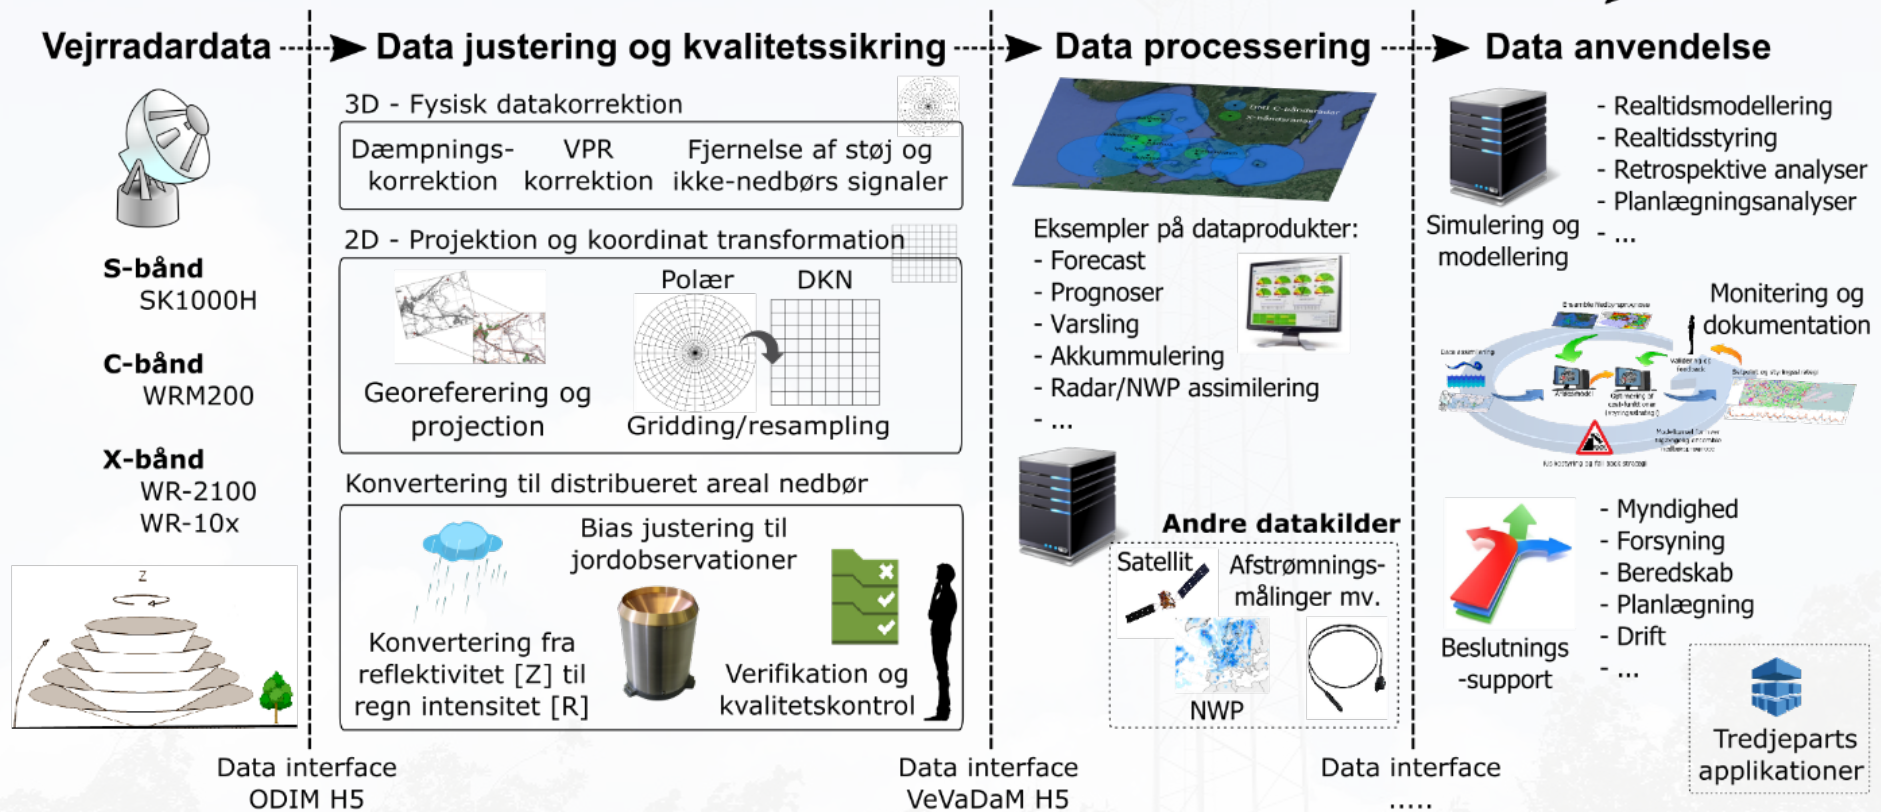 Vejrradardata
Data justering og kvalitetssikring
Data processering
Data anvendelse
S-bånd
SK1000H
C-bånd
WRM200
X-bånd
WR-2100
WR-10x
Z
3D - Fysisk datakorrektion
Dæmpnings-
korrektion
VPR
korrektion
Fjernelse af støj og
ikke-nedbørs signaler
2D - Projektion og koordinat transformation
Georeferering og
projection
Polær
DKN
Gridding/resampling
Konvertering til distribueret areal nedbør
Konvertering fra
reflektivitet [Z] til
regn intensitet [R]
Bias justering til
jordobservationer
Verifikation og
kvalitetskontrol
Eksempler på dataprodukter:
- Forecast
- Prognoser
- Varsling
- Akkummulering
- Radar/NWP assimilering
- ...
Andre datakilder
Satellit
Afstrømnings-
målinger mv.
NWP
Simulering og
modellering
- Realtidsmodellering
- Realtidsstyring
- Retrospektive analyser
- Planlægningsanalyser
- ...
Monitering og
dokumentation
Beslutnings
-support
- Myndighed
- Forsyning
- Beredskab
- Planlægning
- Drift
- ...
Tredjeparts
applikationer
Data interface
ODIM H5
Data interface
VeVaDaM H5
Data interface
.....